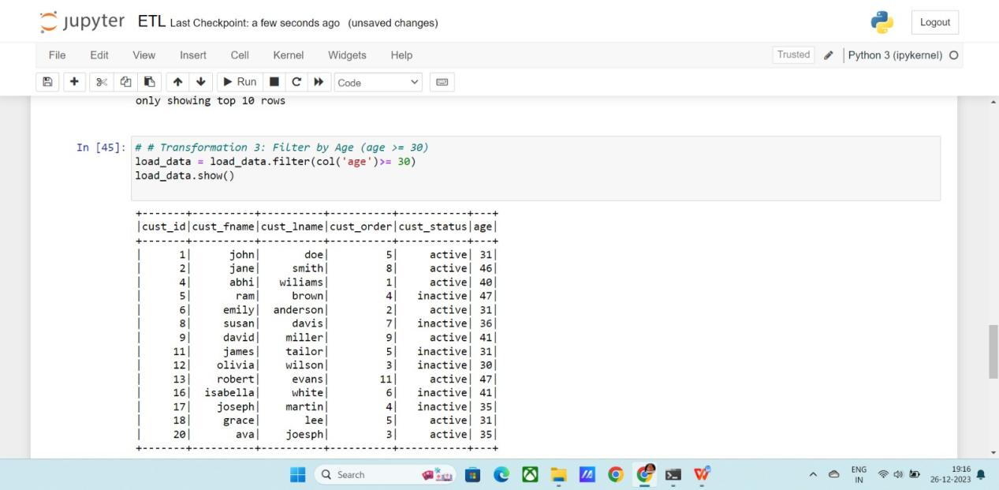 jupyter ETL Last Checkpoint: a few seconds ago (unsaved changes) Logout
File Edit View Insert Cell Kernel Widgets Help Trusted Python 3 (ipykernel)
Run Code
only showing top 10 rows
In [45]: # # Transformation 3: Filter by Age (age >= 30)
load_data = load_data.filter(col('age')>= 30)
load_data.show()
+-------+----------+----------+----------+-----------+---+
|cust_id|cust_fname|cust_lname|cust_order|cust_status|age|
+-------+----------+----------+----------+-----------+---+
|      1|      john|       doe|         5|     active| 31|
|      2|      jane|     smith|         8|     active| 46|
|      4|      abhi|   wiliams|         1|     active| 40|
|      5|       ram|     brown|         4|   inactive| 47|
|      6|     emily|  anderson|         2|     active| 31|
|      8|     susan|     davis|         7|   inactive| 36|
|      9|     david|    miller|         9|     active| 41|
|     11|     james|    tailor|         5|   inactive| 31|
|     12|    olivia|    wilson|         3|   inactive| 30|
|     13|    robert|     evans|        11|     active| 47|
|     16|  isabella|     white|         6|   inactive| 41|
|     17|    joseph|    martin|         4|   inactive| 35|
|     18|     grace|       lee|         5|     active| 31|
|     20|       ava|    joesph|         3|     active| 35|
+-------+----------+----------+----------+-----------+---+
Search
ENG
IN
19:16
26-12-2023